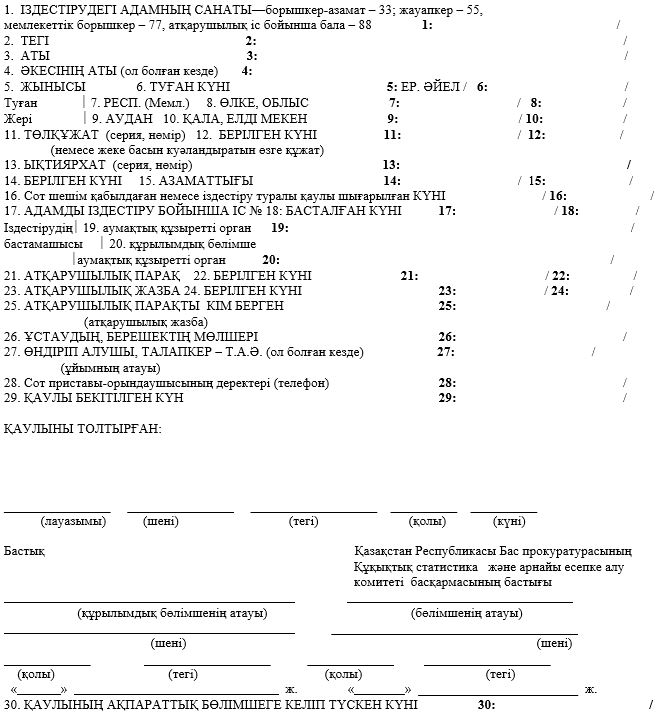 1. ІЗДЕСТІРУДЕГІ АДАМНЫҢ САНАТЫ—борышкер-азамат – 33; жауапкер – 55,
мемлекеттік борышкер – 77, атқарушылық іс бойынша бала – 88 1: /
2. ТЕГІ 2: /
3. АТЫ 3: /
4. ӘКЕСІНІҢ АТЫ (ол болған кезде) 4:
5. ЖЫНЫСЫ 6. ТУҒАН КҮНІ 5: ЕР. ӘЙЕЛ / 6: /
Туған | 7. РЕСП. (Мемл.) 8. ӨЛКЕ, ОБЛЫС 7: / 8: /
Жері | 9. АУДАН 10. ҚАЛА, ЕЛДІ МЕКЕН 9: / 10: /
11. ТӨЛҚҰЖАТ (серия, нөмір) 12. БЕРІЛГЕН КҮНІ 11: / 12: /
(немесе жеке басын куәландыратын өзге құжат)
13. ЫҚТИЯРХАТ (серия, нөмір) 13: /
14. БЕРІЛГЕН КҮНІ 15. АЗАМАТТЫҒЫ 14: / 15: /
16. Сот шешім қабылдаған немесе іздестіру туралы қаулы шығарылған КҮНІ / 16: /
17. АДАМДЫ ІЗДЕСТІРУ БОЙЫНША ІС № 18: БАСТАЛҒАН КҮНІ 17: / 18: /
Іздестірудің | 19. аумақтық құзыретті орган 19: /
бастамашысы | 20. құрылымдық бөлімше
|аумақтық құзыретті орган 20: /
21. АТҚАРУШЫЛЫҚ ПАРАҚ 22. БЕРІЛГЕН КҮНІ 21: / 22: /
23. АТҚАРУШЫЛЫҚ ЖАЗБА 24. БЕРІЛГЕН КҮНІ 23: / 24: /
25. АТҚАРУШЫЛЫҚ ПАРАҚТЫ КІМ БЕРГЕН 25: /
(атқарушылық жазба)
26. ҰСТАУДЫҢ, БЕРЕШЕКТІҢ МӨЛШЕРІ 26: /
27. ӨНДІРІП АЛУШЫ, ТАЛАПКЕР – Т.А.Ә. (ол болған кезде) 27: /
(ұйымның атауы)
28. Сот приставы-орындаушысының деректері (телефон) 28: /
29. ҚАУЛЫ БЕКІТІЛГЕН КҮН 29: /
ҚАУЛЫНЫ ТОЛТЫРҒАН:
(лауазымы) (шені) (тегі) (қолы) (күні)
Бастық Қазақстан Республикасы Бас прокуратурасының
Құқықтық статистика және арнайы есепке алу
комитеті басқармасының бастығы
(құрылымдық бөлімшенің атауы) (бөлімшенің атауы)
(шені) (шені)
(қолы) (тегі) (қолы) (тегі)
«______» ____________________ ж. «______» ____________________ ж.
30. ҚАУЛЫНЫҢ АҚПАРАТТЫҚ БӨЛІМШЕГЕ КЕЛІП ТҮСКЕН КҮНІ 30: /